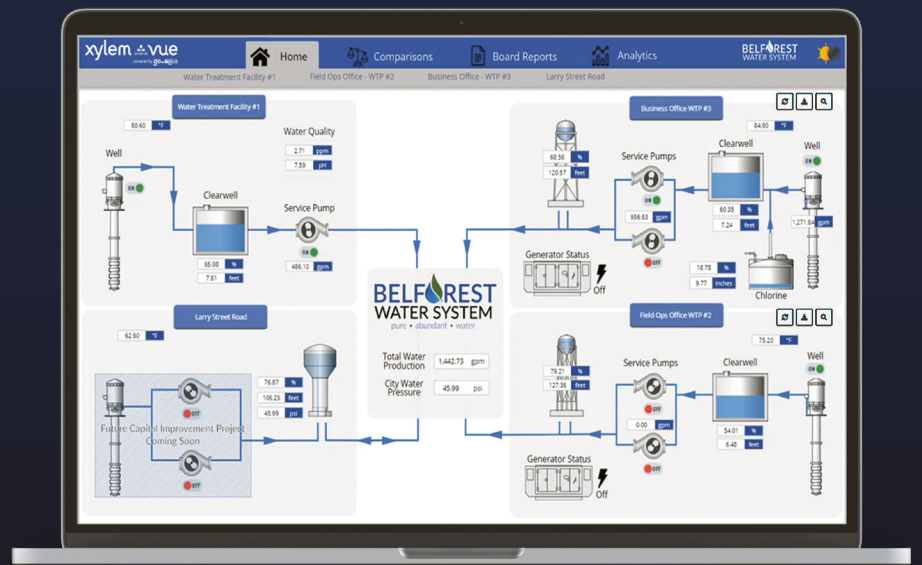 xylem vue
powered by
Home
Comparisons
Board Reports
Analytics
BELFOREST
WATER SYSTEM
Water Treatment Facility #1
Field Ops Office - WTP #2
Business Office - WTP #3
Larry Street Road
Water Treatment Facility #1
80.60 °F
Water Quality
2.71 ppm
7.59 pH
Well
ON
Clearwell
65.08 %
7.81 feet
Service Pump
ON
486.10 gpm
Business Office WTP #3
84.80 °F
68.56 %
120.57 feet
Service Pumps
ON
956.63 gpm
OFF
Clearwell
60.35 %
7.24 feet
Well
ON
1,271.84 gpm
18.78 %
9.77 inches
Chlorine
Generator Status
Off
BELFOREST
WATER SYSTEM
pure • abundant • water
Total Water
Production
1,442.73 gpm
City Water
Pressure
45.99 psi
Larry Street Road
62.60 °F
76.87 %
106.25 feet
45.99 psi
OFF
Future Capital Improvement Project
Coming Soon
OFF
Field Ops Office WTP #2
75.20 °F
79.21 %
127.36 feet
Service Pumps
OFF
0.00 gpm
OFF
Clearwell
54.01 %
6.48 feet
Well
ON
Generator Status
Off